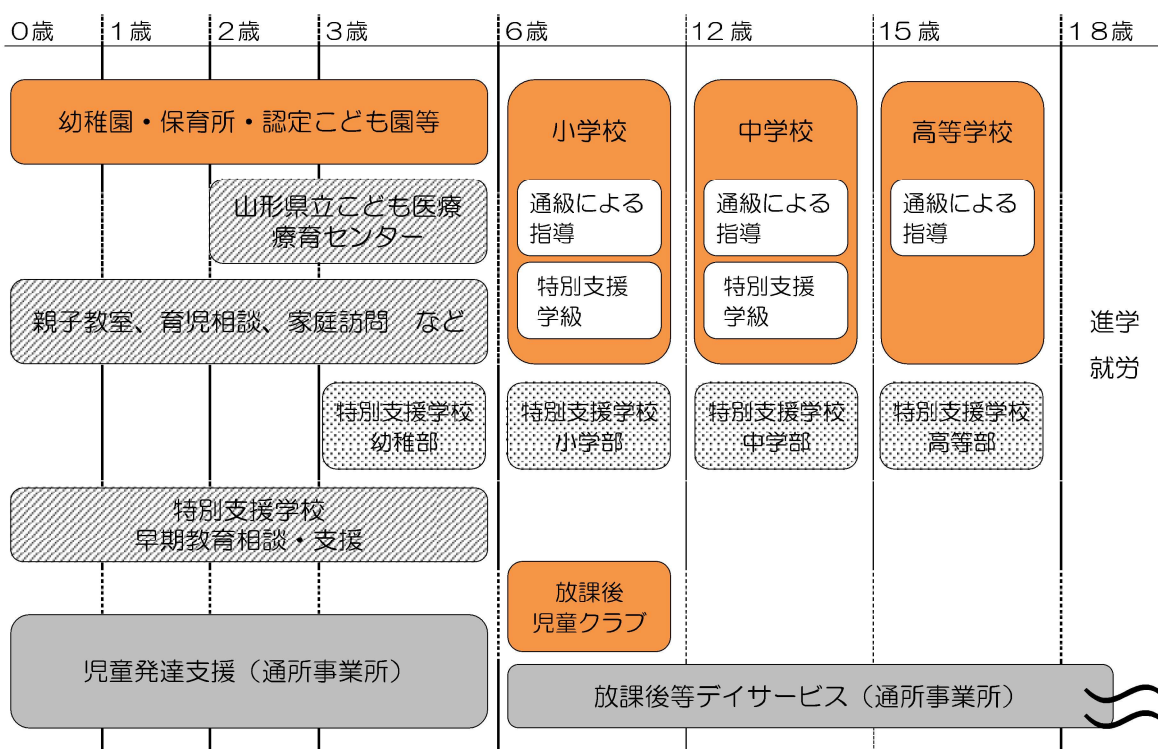 0歳
1歳
2歳
3歳
6歳
12歳
15歳
18歳
幼稚園・保育所・認定こども園等
山形県立こども医療
療育センター
親子教室、育児相談、家庭訪問　など
特別支援学校
幼稚部
特別支援学校
早期教育相談・支援
児童発達支援（通所事業所）
小学校
通級による
指導
特別支援
学級
中学校
通級による
指導
特別支援
学級
高等学校
通級による
指導
特別支援学校
小学部
特別支援学校
中学部
特別支援学校
高等部
放課後
児童クラブ
放課後等デイサービス（通所事業所）
進学
就労